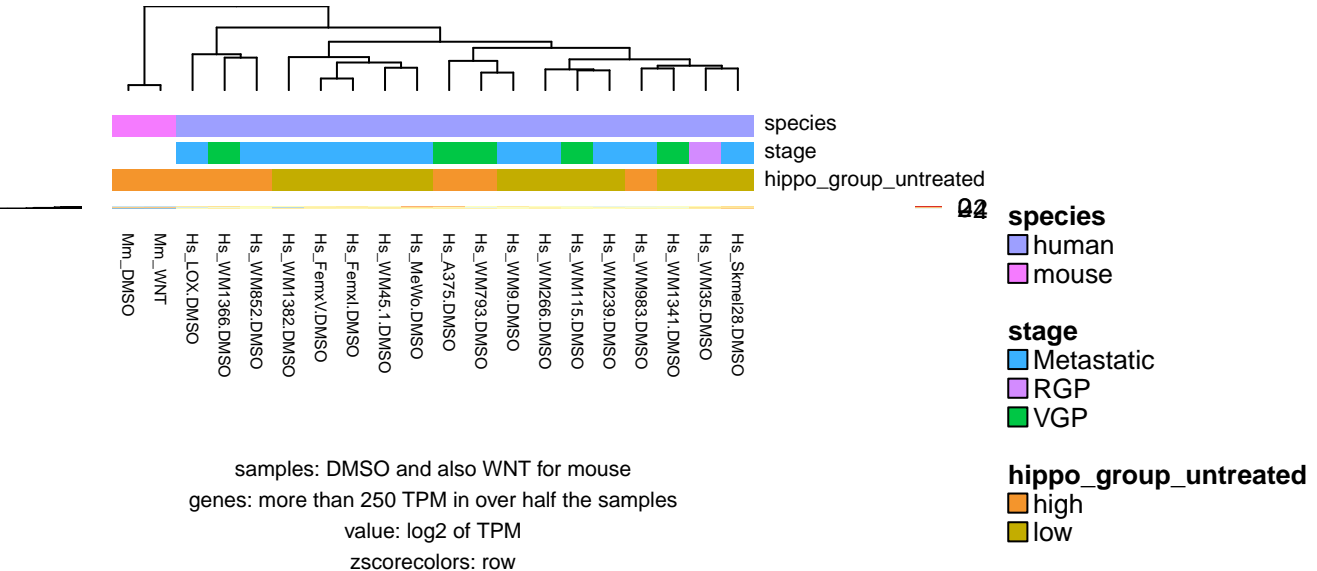 species
stage
hippo_group_untreated
Mm_DMSO
Mm_WNT
Hs_LOX.DMSO
Hs_WM1366.DMSO
Hs_WM852.DMSO
Hs_WM1382.DMSO
Hs_FemxV.DMSO
Hs_FemxI.DMSO
Hs_WM45.1.DMSO
Hs_MeWo.DMSO
Hs_A375.DMSO
Hs_WM793.DMSO
Hs_WM9.DMSO
Hs_WM266.DMSO
Hs_WM115.DMSO
Hs_WM239.DMSO
Hs_WM983.DMSO
Hs_WM1341.DMSO
Hs_WM35.DMSO
Hs_Skmel28.DMSO
species
human
mouse
stage
Metastatic
RGP
VGP
hippo_group_untreated
high
low
samples: DMSO and also WNT for mouse
genes: more than 250 TPM in over half the samples
value: log2 of TPM
zscorecolors: row